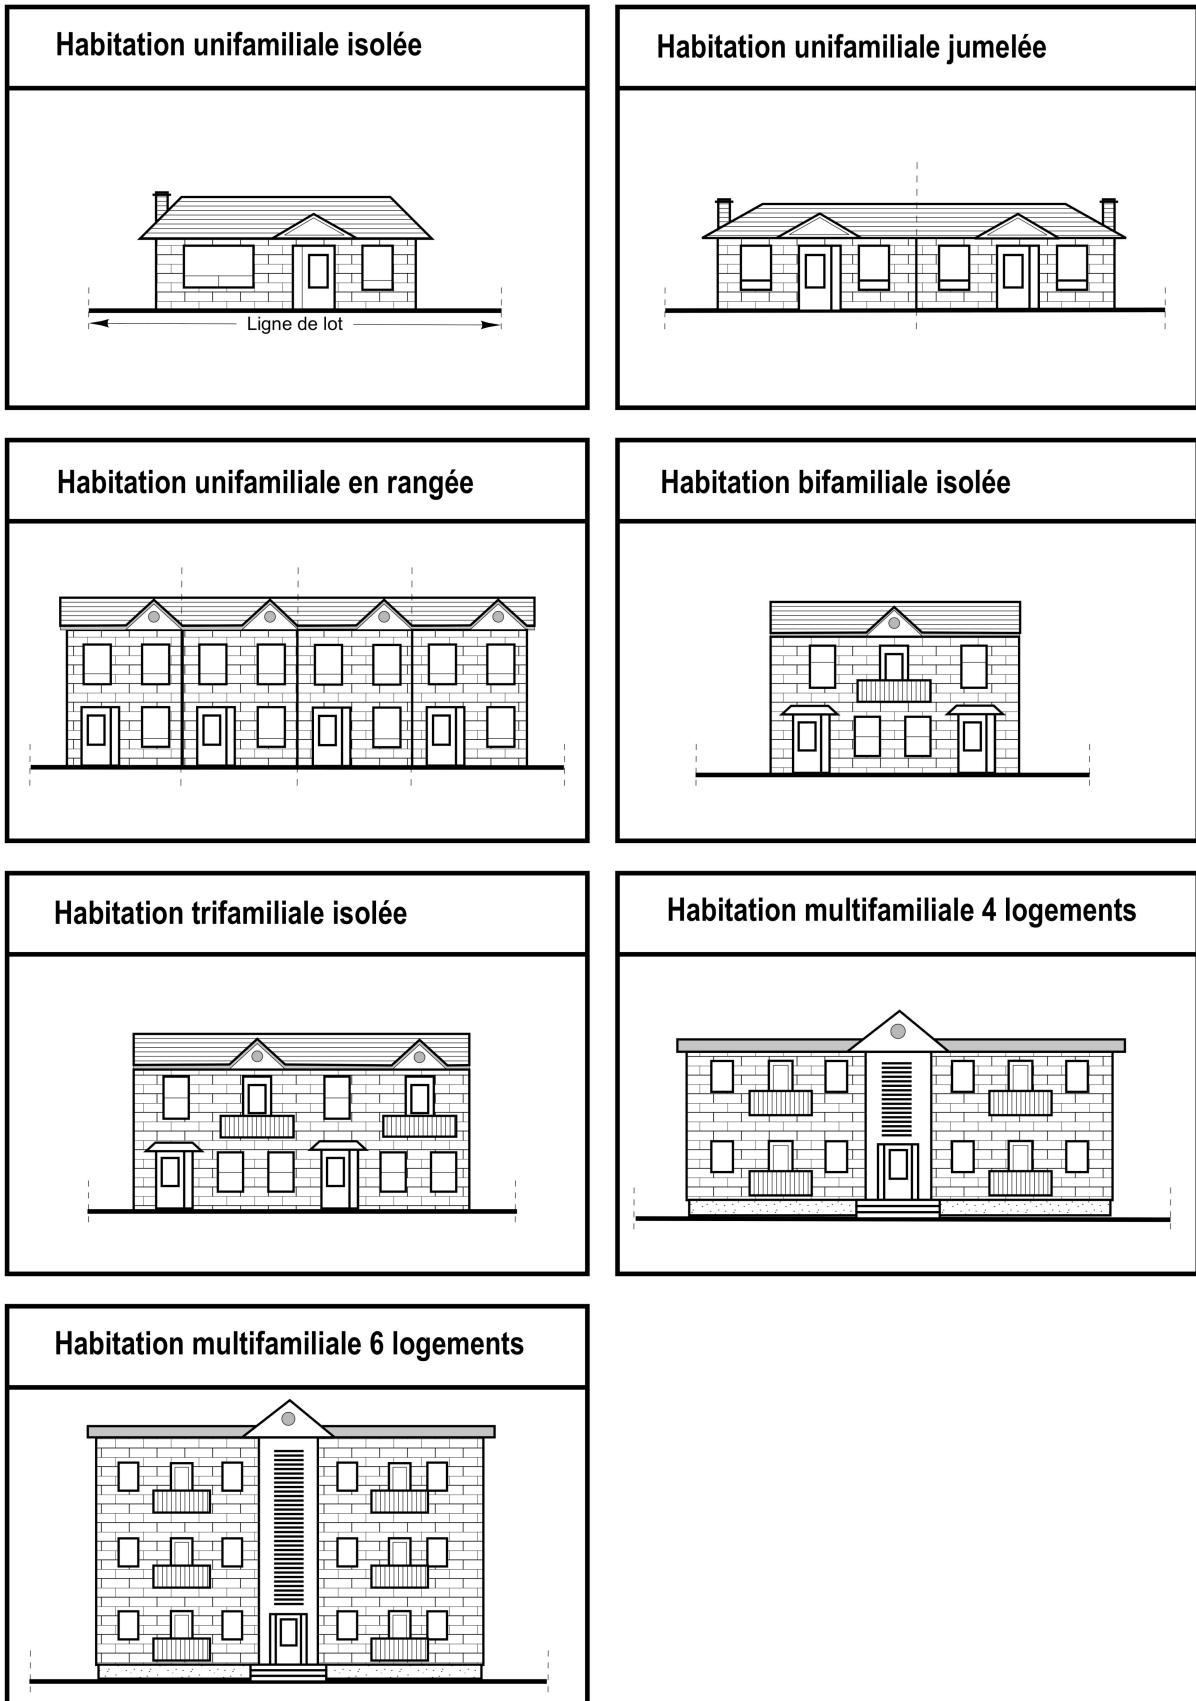 Habitation unifamiliale isolée
Ligne de lot
Habitation unifamiliale jumelée
Habitation unifamiliale en rangée
Habitation bifamiliale isolée
Habitation trifamiliale isolée
Habitation multifamiliale 4 logements
Habitation multifamiliale 6 logements